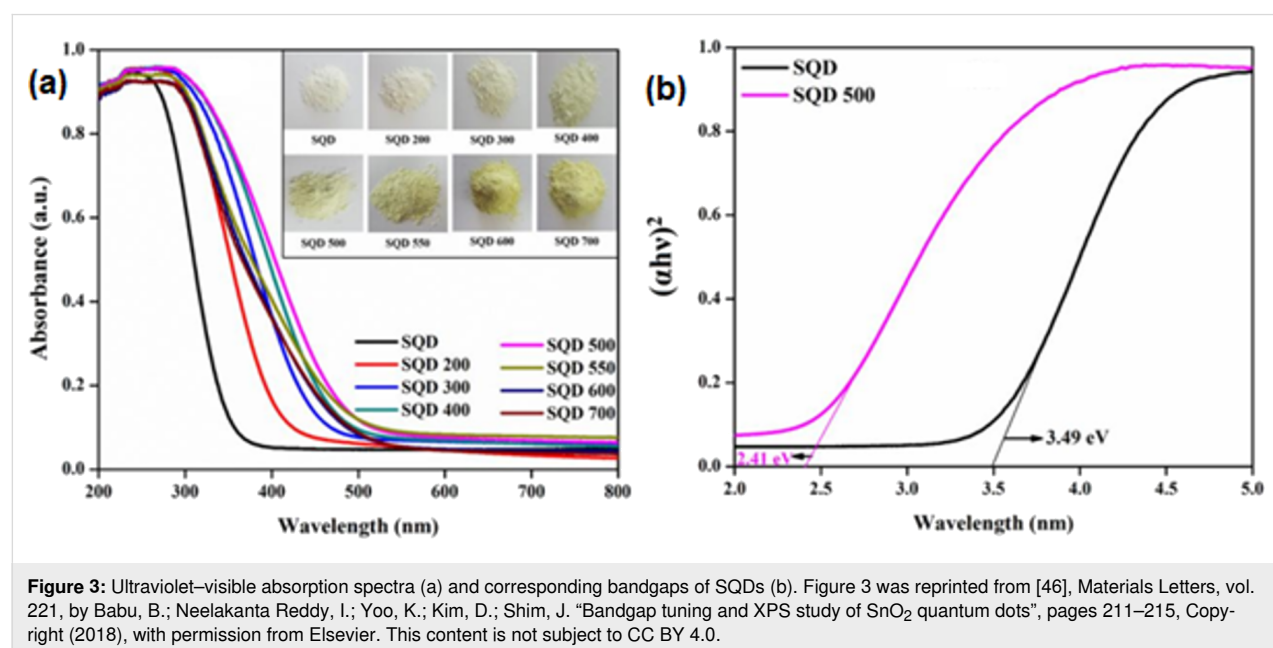 (a)
1.0
0.8
0.6
0.4
0.2
0.0
Absorbance (a.u.)
200 300 400 500 600 700 800
Wavelength (nm)
SQD SQD 200 SQD 300 SQD 400
SQD 500 SQD 550 SQD 600 SQD 700
SQD
SQD 200
SQD 300
SQD 400
SQD 500
SQD 550
SQD 600
SQD 700
(b)
1.0
0.8
0.6
0.4
0.2
0.0
(αhν)²
SQD
SQD 500
2.41 eV
3.49 eV
2.0 2.5 3.0 3.5 4.0 4.5 5.0
Wavelength (nm)
Figure 3: Ultraviolet–visible absorption spectra (a) and corresponding bandgaps of SQDs (b). Figure 3 was reprinted from [46], Materials Letters, vol.
221, by Babu, B.; Neelakanta Reddy, I.; Yoo, K.; Kim, D.; Shim, J. “Bandgap tuning and XPS study of SnO₂ quantum dots”, pages 211–215, Copy-
right (2018), with permission from Elsevier. This content is not subject to CC BY 4.0.